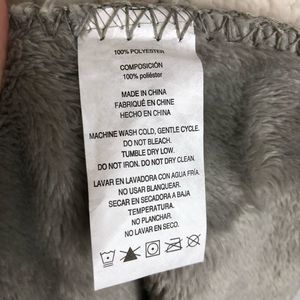 100% POLYESTER
COMPOSICIÓN
100% poliéster
MADE IN CHINA
FABRIQUÉ EN CHINE
HECHO EN CHINA
MACHINE WASH COLD, GENTLE CYCLE.
DO NOT BLEACH.
TUMBLE DRY LOW.
DO NOT IRON. DO NOT DRY CLEAN.
LAVAR EN LAVADORA CON AGUA FRÍA.
NO USAR BLANQUEAR.
SECAR EN SECADORA A BAJA
TEMPERATURA.
NO PLANCHAR.
NO LAVAR EN SECO.